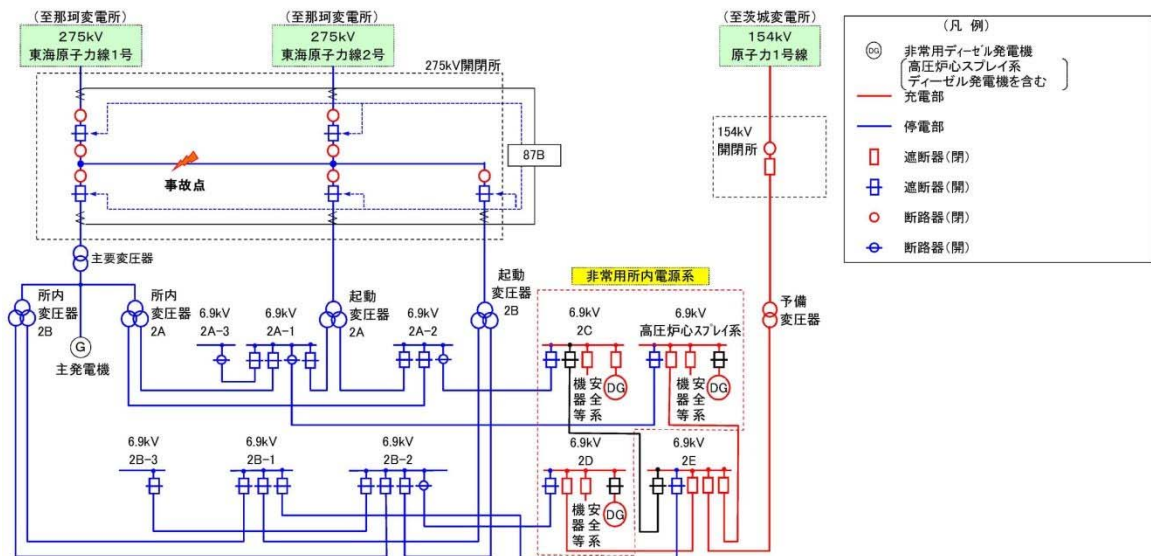 (至那珂変電所)
275kV
東海原子力線1号
(至那珂変電所)
275kV
東海原子力線2号
(至茨城変電所)
154kV
原子力1号線
(凡 例)
DG
非常用ディーゼル発電機
高圧炉心スプレイ系
ディーゼル発電機を含む
充電部
停電部
遮断器(閉)
遮断器(開)
断路器(閉)
断路器(開)
275kV開閉所
87B
154kV
開閉所
事故点
主要変圧器
所内
変圧器
2B
所内
変圧器
2A
G
主発電機
6.9kV
2A-3
6.9kV
2A-1
起動
変圧器
2A
6.9kV
2A-2
起動
変圧器
2B
非常用所内電源系
6.9kV
2C
6.9kV
高圧炉心スプレイ系
予備
変圧器
安全系
機器等
DG
安全系
機器等
DG
6.9kV
2B-3
6.9kV
2B-1
6.9kV
2B-2
6.9kV
2D
6.9kV
2E
安全系
機器等
DG